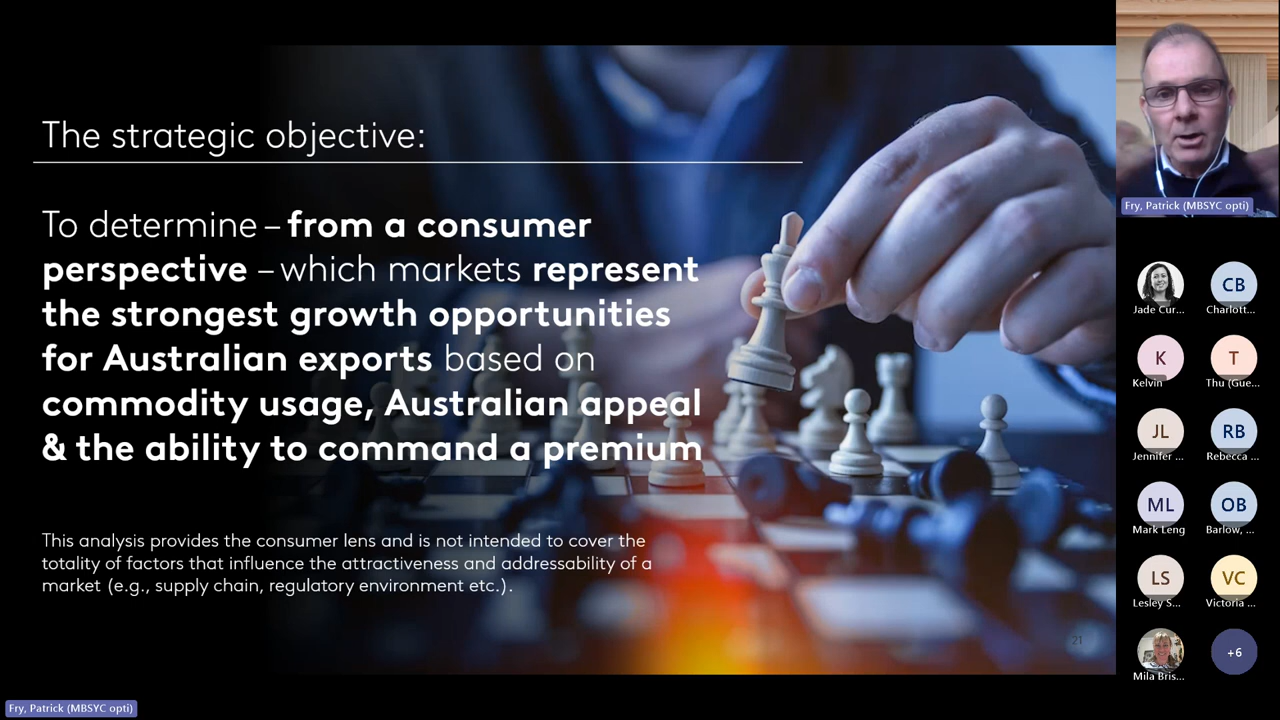 The strategic objective:
To determine – from a consumer
perspective – which markets represent
the strongest growth opportunities
for Australian exports based on
commodity usage, Australian appeal
& the ability to command a premium
This analysis provides the consumer lens and is not intended to cover the
totality of factors that influence the attractiveness and addressability of a
market (e.g., supply chain, regulatory environment etc.).
21
Fry, Patrick (MBSYC opti)
Fry, Patrick (MBSYC opti)
Jade Cur...
CB
Charlott...
K
Kelvin
T
Thu (Gue...
JL
Jennifer ...
RB
Rebecca ...
ML
Mark Leng
OB
Barlow, ...
LS
Lesley S...
VC
Victoria ...
Mila Bris...
+6